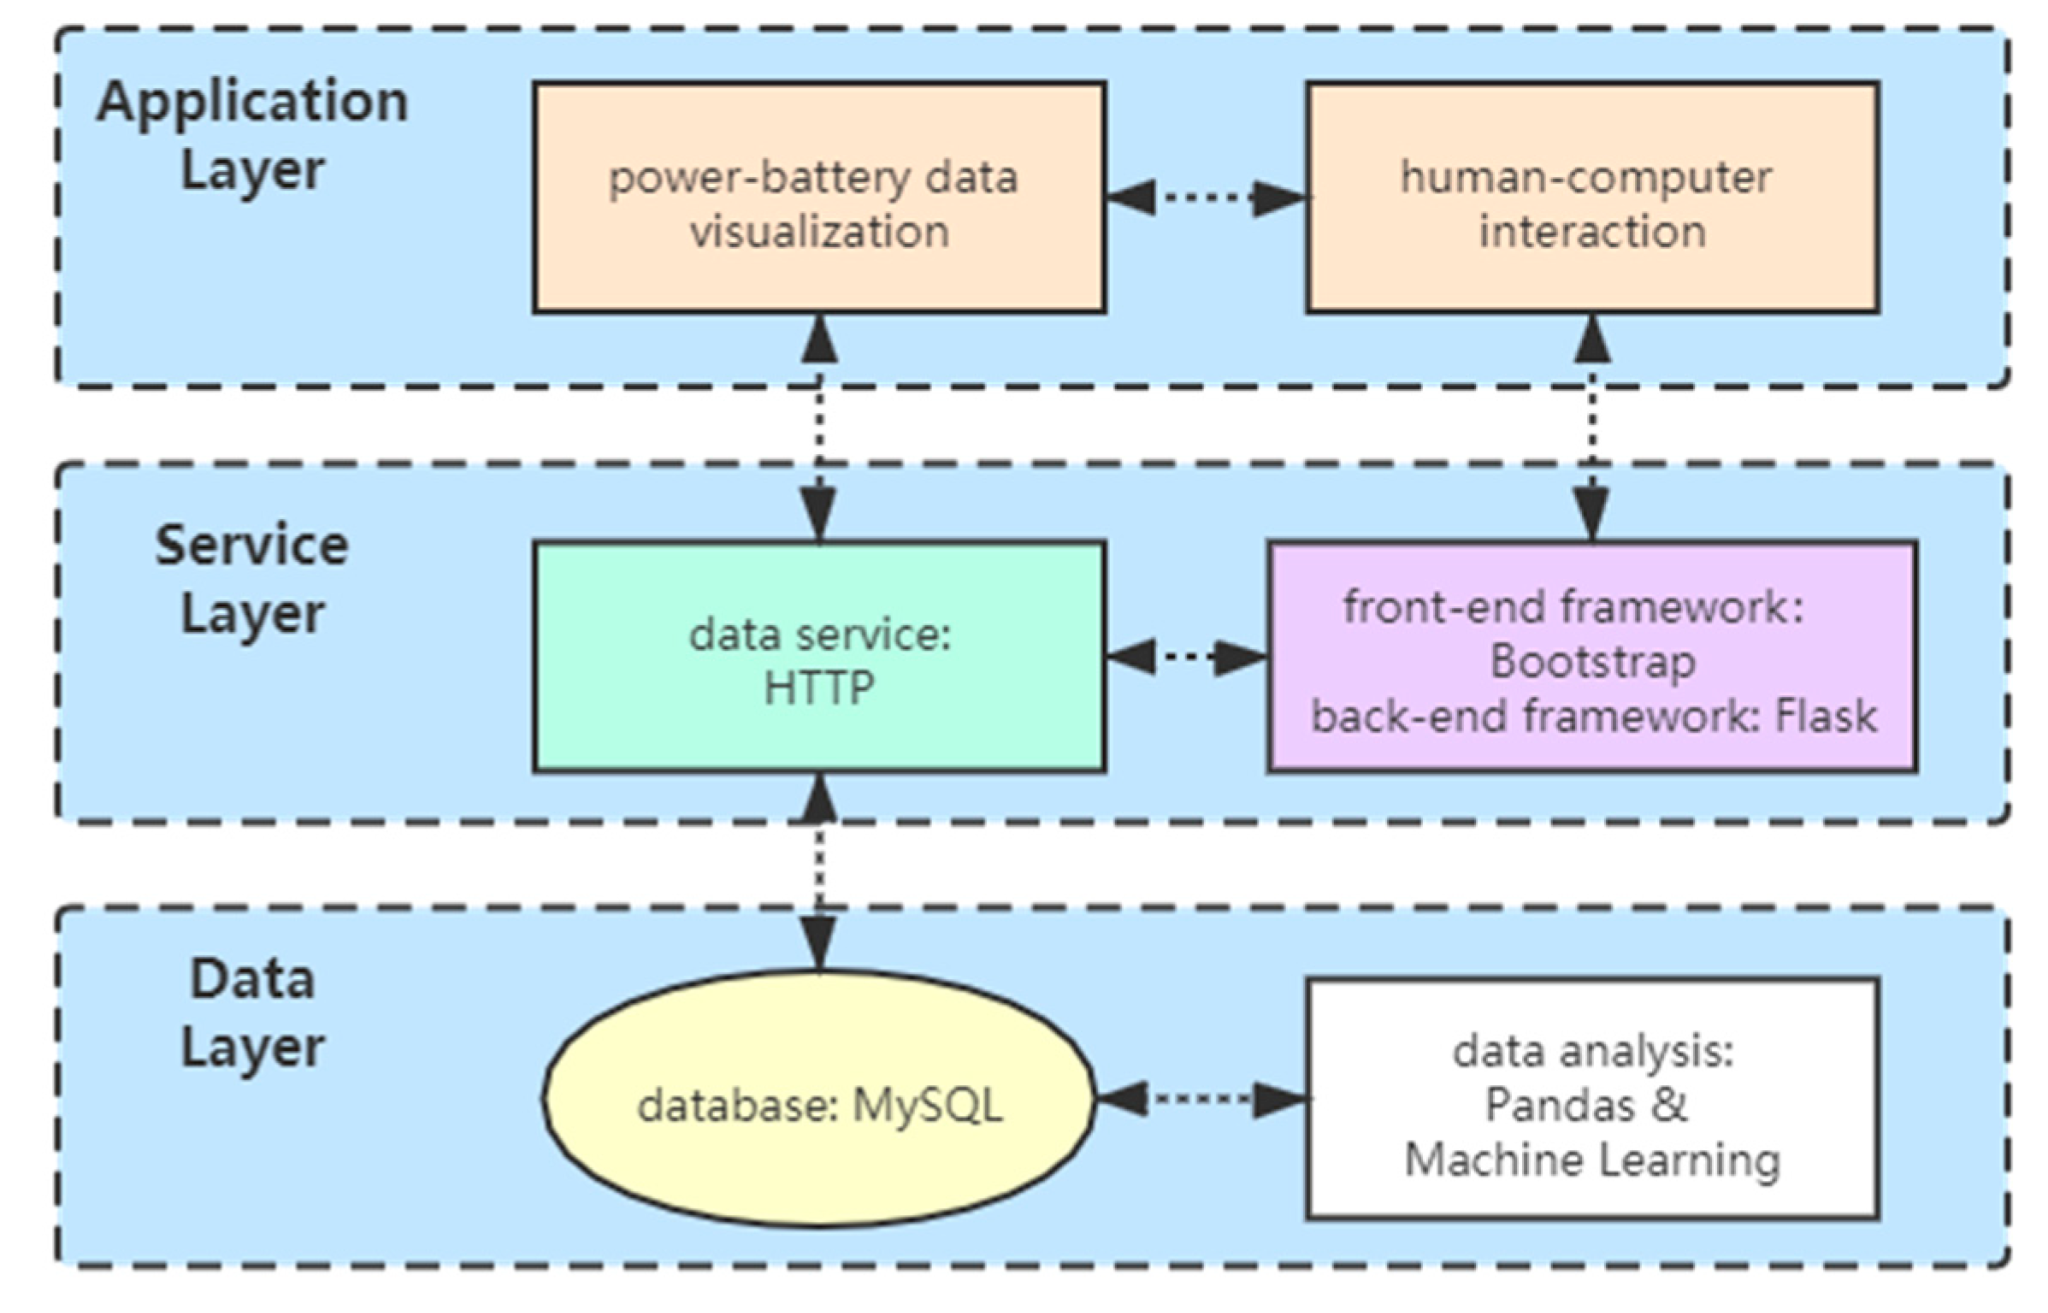 Application
Layer
power-battery data
visualization
human-computer
interaction
Service
Layer
data service:
HTTP
front-end framework:
Bootstrap
back-end framework: Flask
Data
Layer
database: MySQL
data analysis:
Pandas &
Machine Learning